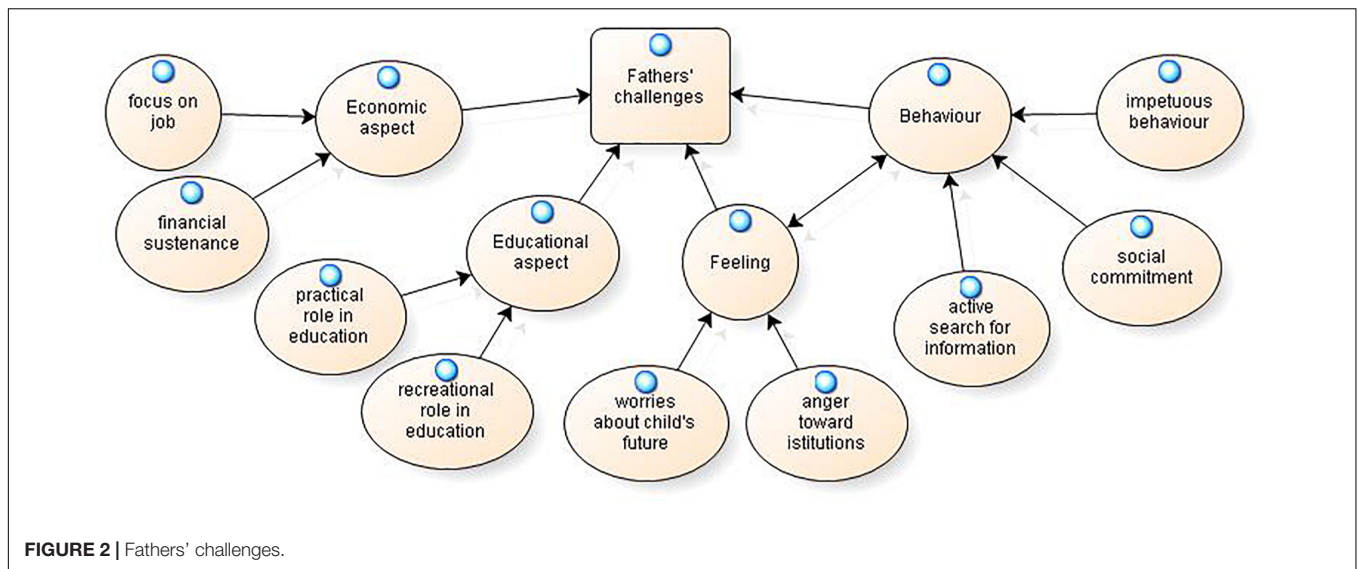 Fathers'
challenges
focus on
job
Economic
aspect
Behaviour
impetuous
behaviour
financial
sustenance
Educational
aspect
Feeling
social
commitment
practical
role in
education
active
search for
information
recreational
role in
education
worries
about child's
future
anger
toward
istitutions
FIGURE 2 | Fathers' challenges.